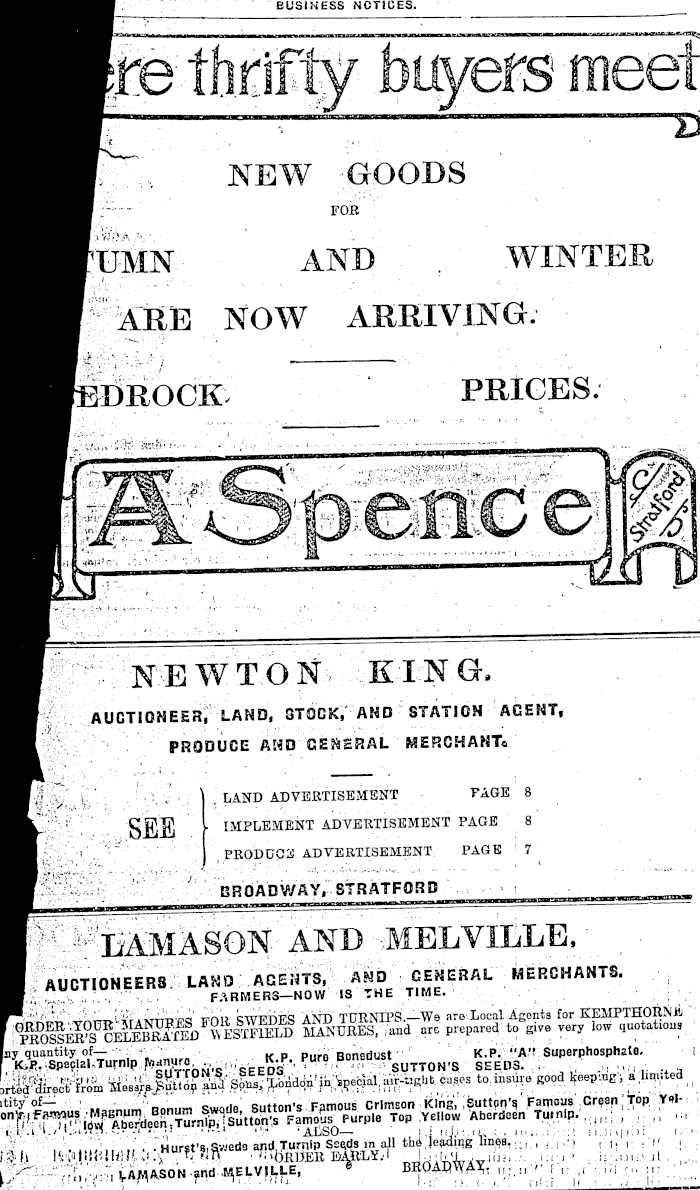 BUSINESS NOTICES.
ere thrifty buyers meet
NEW GOODS
FOR
TUMN AND WINTER
ARE NOW ARRIVING.
EDROCK PRICES.
A Spence
Stratford
NEWTON KING.
AUCTIONEER, LAND, STOCK, AND STATION AGENT,
PRODUCE AND GENERAL MERCHANT.
SEE
LAND ADVERTISEMENT PAGE 8
IMPLEMENT ADVERTISEMENT PAGE 8
PRODUCE ADVERTISEMENT PAGE 7
BROADWAY, STRATFORD
LAMASON AND MELVILLE,
AUCTIONEERS LAND AGENTS, AND GENERAL MERCHANTS.
FARMERS—NOW IS THE TIME.
ORDER YOUR MANURES FOR SWEDES AND TURNIPS.—We are Local Agents for KEMPTHORNE
PROSSER'S CELEBRATED WESTFIELD MANURES, and are prepared to give very low quotations
ny quantity of—
K.P. Special Turnip Manure K.P. Pure Bonedust K.P. "A" Superphosphate.
SUTTON'S SEEDS SUTTON'S SEEDS.
orted direct from Messrs Sutton and Sons, London in special air-tight cases to insure good keeping, a limited
ntity of—
on's Famous Magnum Bonum Swede, Sutton's Famous Crimson King, Sutton's Famous Green Top Yel-
low Aberdeen Turnip, Sutton's Famous Purple Top Yellow Aberdeen Turnip.
ALSO—
Hurst's Swede and Turnip Seeds in all the leading lines.
ORDER EARLY.
LAMASON and MELVILLE, BROADWAY.